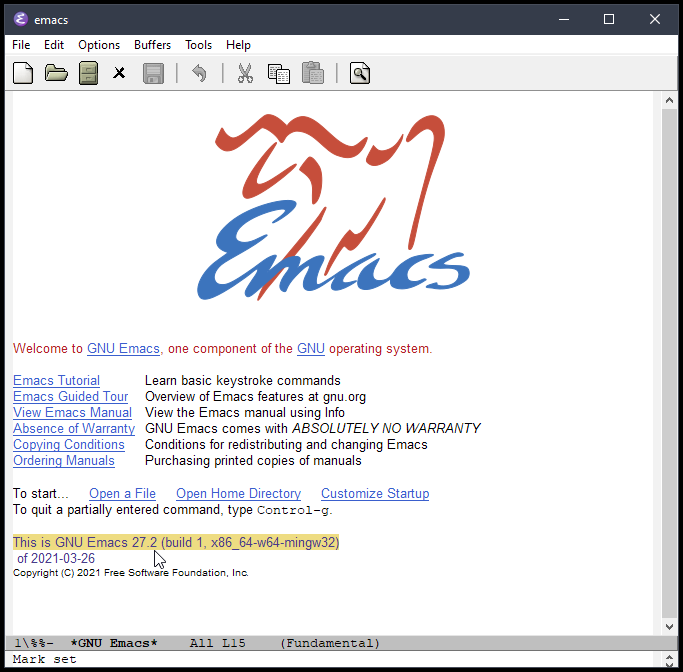 emacs
File Edit Options Buffers Tools Help
Emacs
Welcome to GNU Emacs, one component of the GNU operating system.
Emacs Tutorial Learn basic keystroke commands
Emacs Guided Tour Overview of Emacs features at gnu.org
View Emacs Manual View the Emacs manual using Info
Absence of Warranty GNU Emacs comes with ABSOLUTELY NO WARRANTY
Copying Conditions Conditions for redistributing and changing Emacs
Ordering Manuals Purchasing printed copies of manuals
To start... Open a File Open Home Directory Customize Startup
To quit a partially entered command, type Control-g.
This is GNU Emacs 27.2 (build 1, x86_64-w64-mingw32)
of 2021-03-26
Copyright (C) 2021 Free Software Foundation, Inc.
1\%%- *GNU Emacs* All L15 (Fundamental)
Mark set